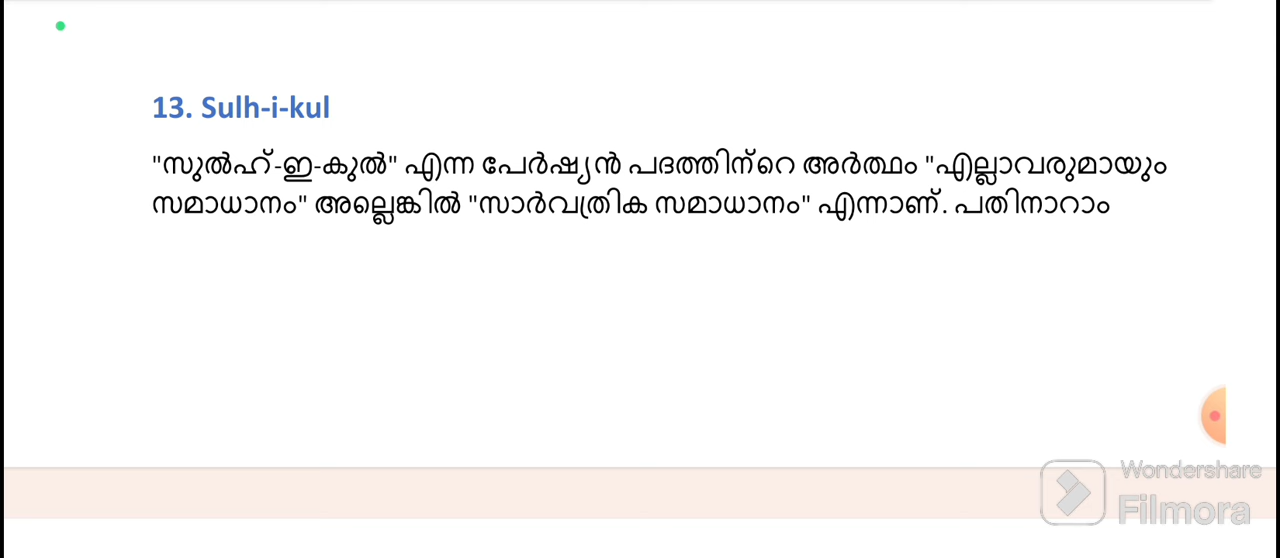 13. Sulh-i-kul
"സുൽഹ്-ഇ-കുൽ" എന്ന പേർഷ്യൻ പദത്തിന്റെ അർത്ഥം "എല്ലാവരുമായും
സമാധാനം" അല്ലെങ്കിൽ "സാർവത്രിക സമാധാനം" എന്നാണ്. പതിനാറാം
Wondershare
Filmora